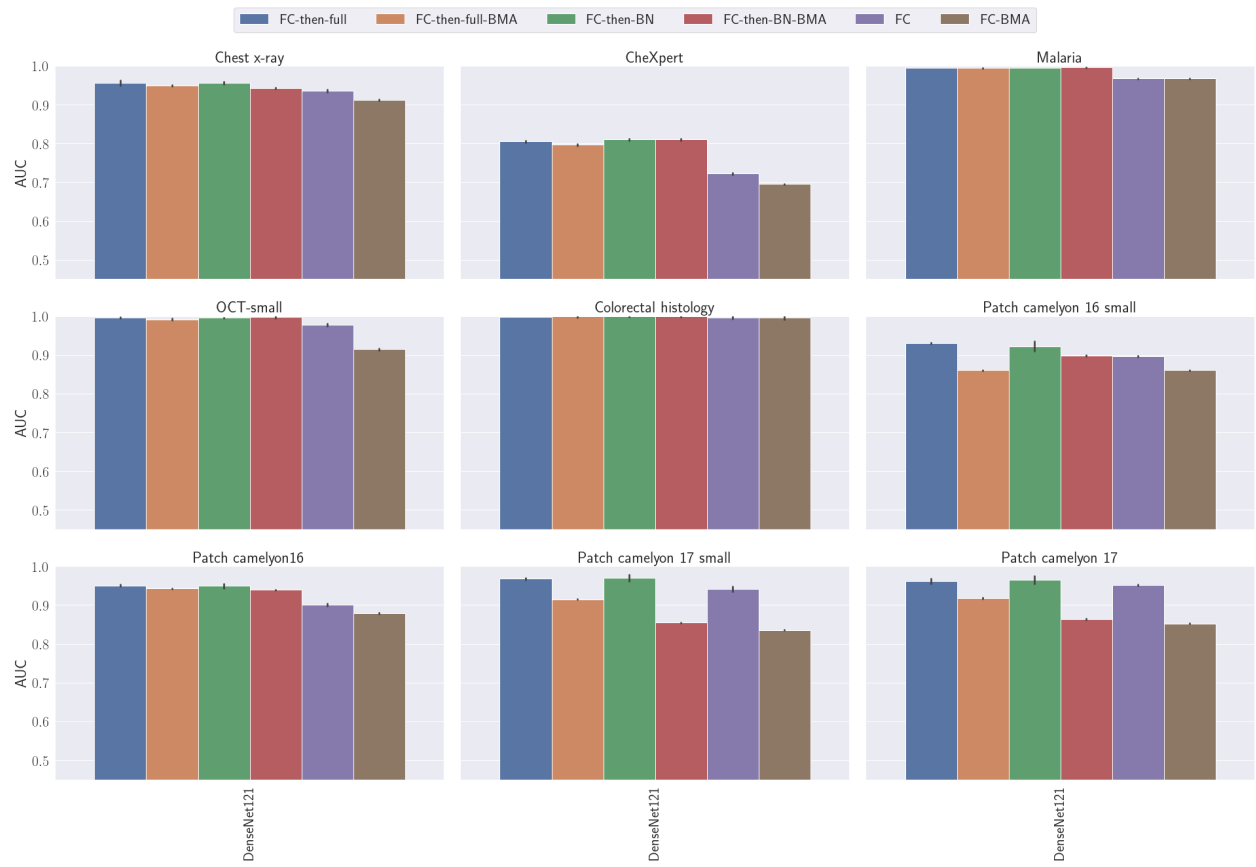 FC-then-full FC-then-full-BMA FC-then-BN FC-then-BN-BMA FC FC-BMA
Chest x-ray CheXpert Malaria
1.0
0.9
0.8
0.7
0.6
0.5
AUC
OCT-small Colorectal histology Patch camelyon 16 small
1.0
0.9
0.8
0.7
0.6
0.5
AUC
Patch camelyon16 Patch camelyon 17 small Patch camelyon 17
1.0
0.9
0.8
0.7
0.6
0.5
AUC
DenseNet121 DenseNet121 DenseNet121